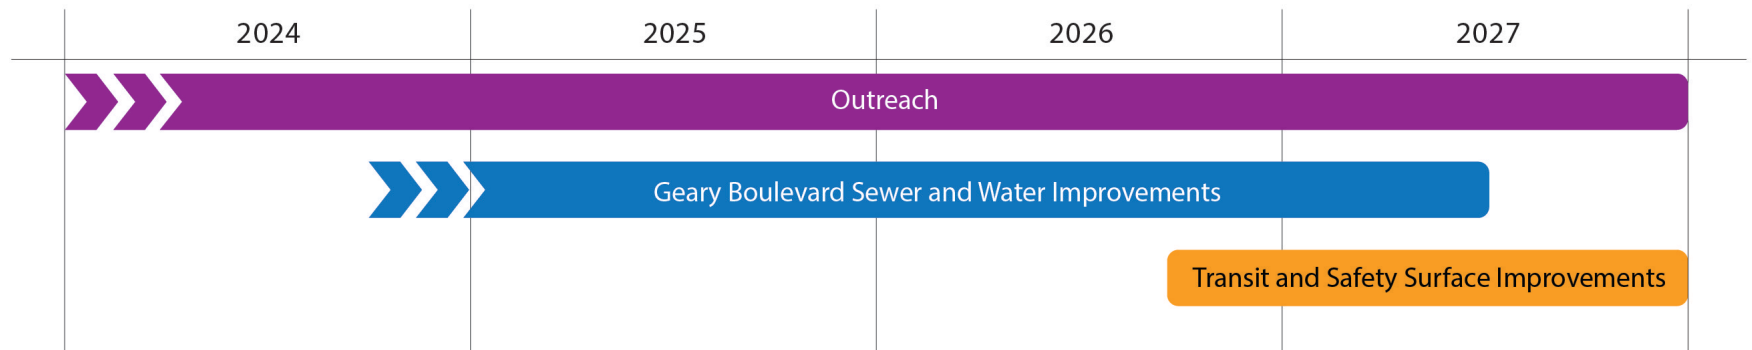 2024 2025 2026 2027
Outreach
Geary Boulevard Sewer and Water Improvements
Transit and Safety Surface Improvements